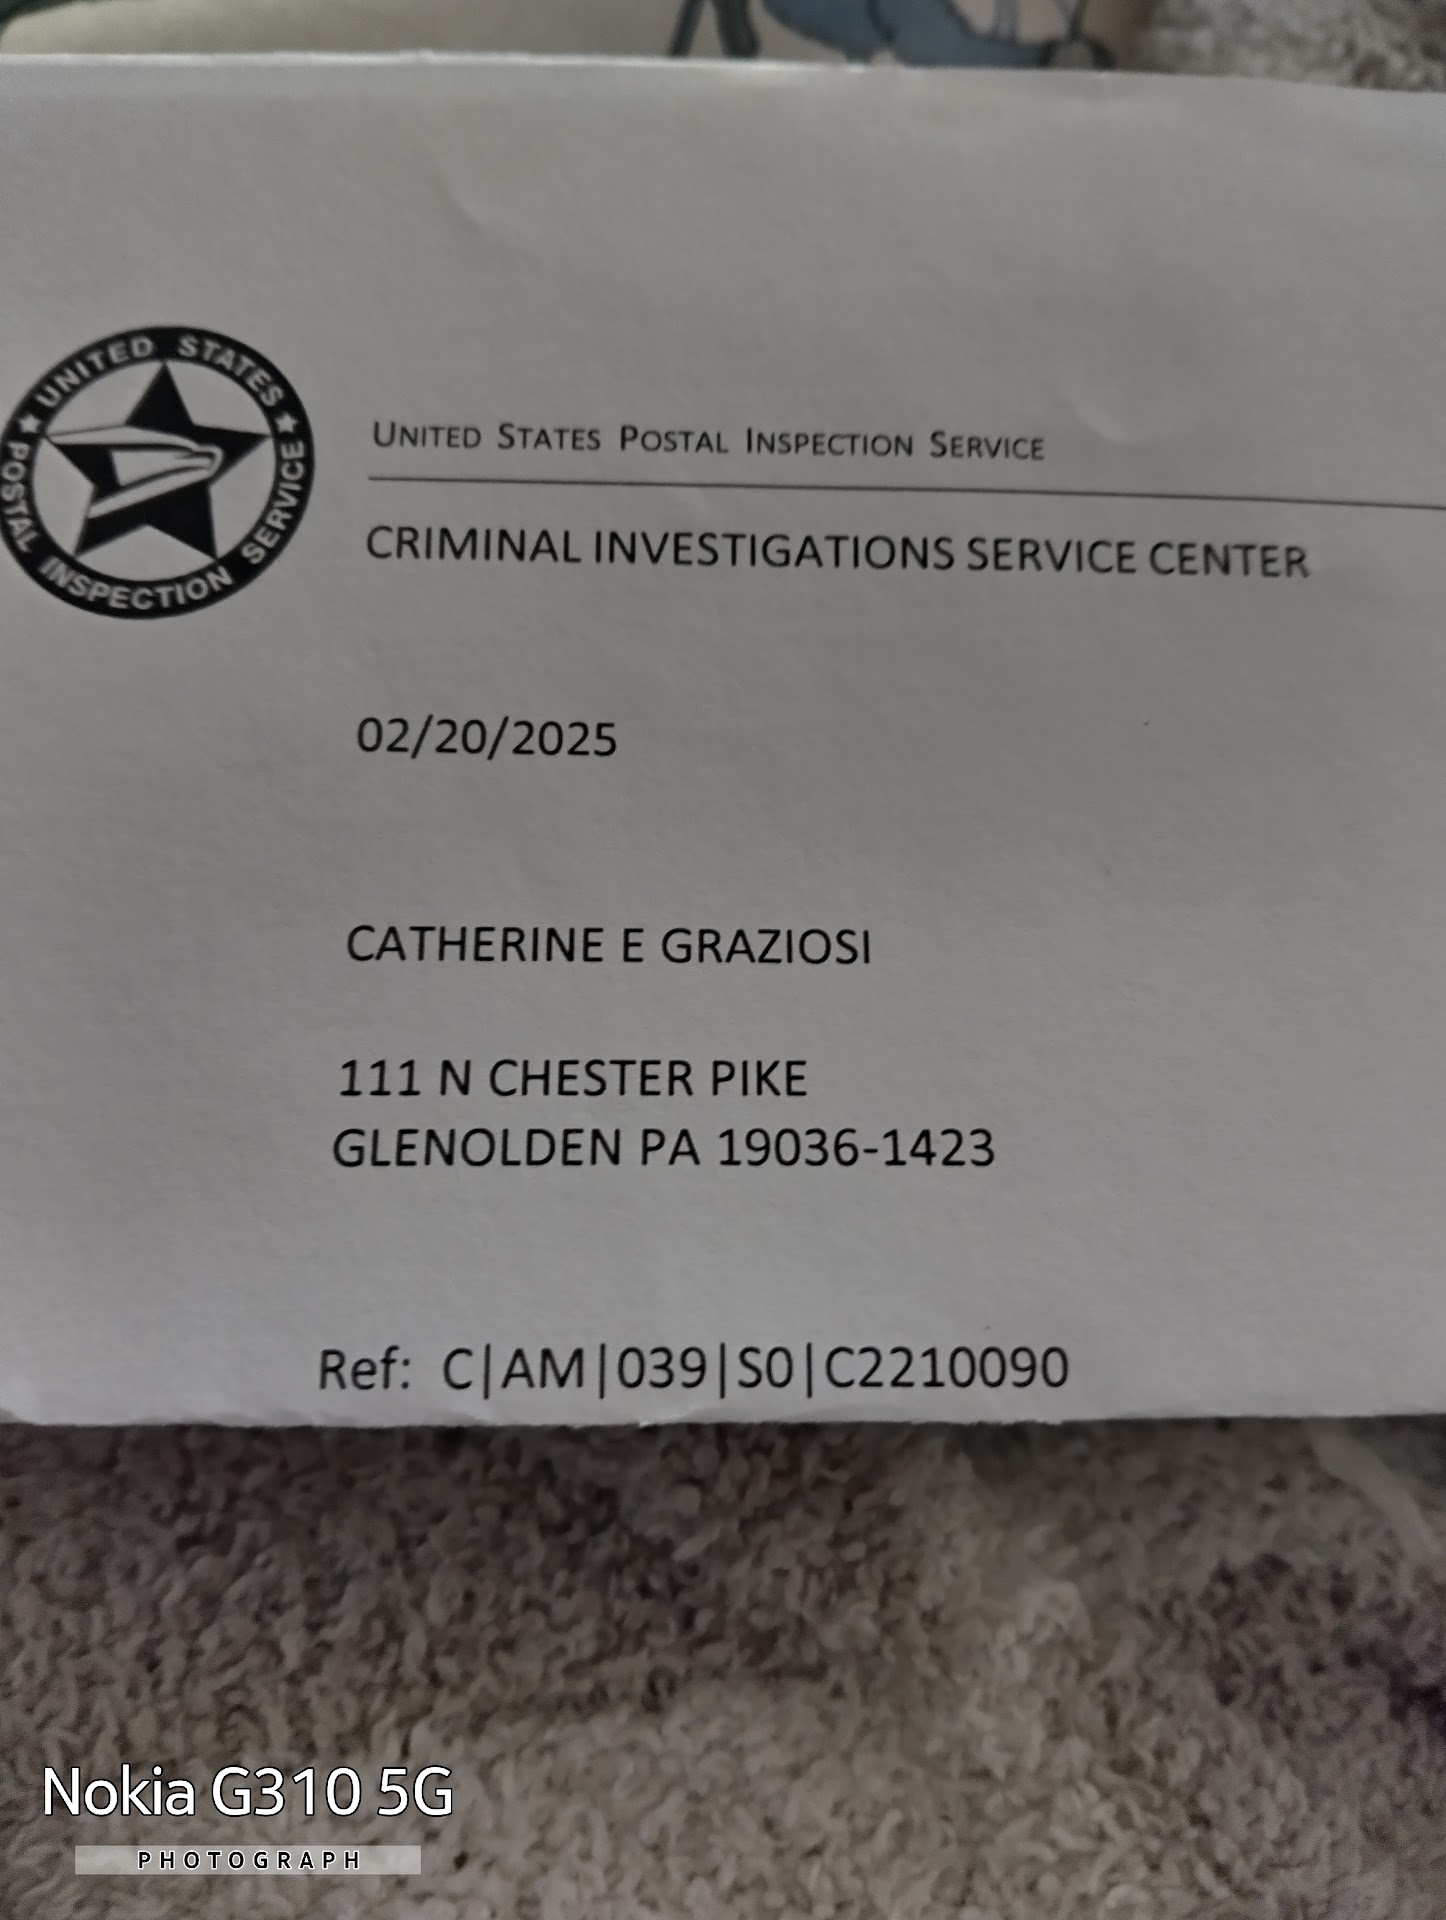 UNITED STATES POSTAL INSPECTION SERVICE
UNITED STATES POSTAL INSPECTION SERVICE
CRIMINAL INVESTIGATIONS SERVICE CENTER
02/20/2025
CATHERINE E GRAZIOSI
111 N CHESTER PIKE
GLENOLDEN PA 19036-1423
Ref: C|AM|039|S0|C2210090
Nokia G310 5G
PHOTOGRAPH